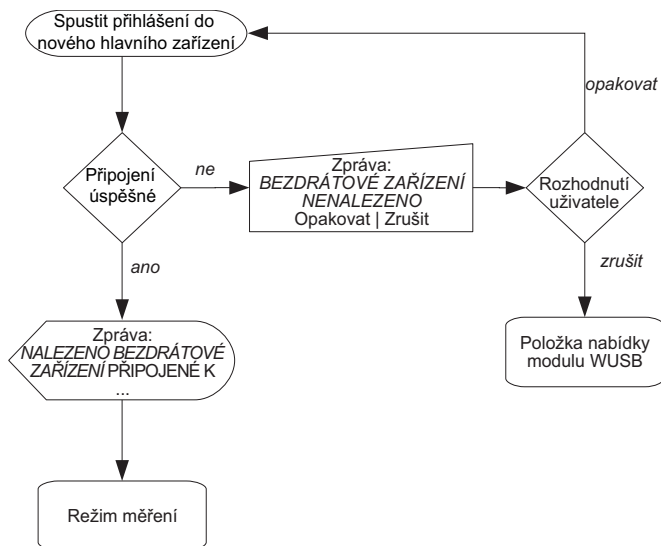 Spustit přihlášení do
nového hlavního zařízení
opakovat
Připojení
úspěšné
ne
Zpráva:
BEZDRÁTOVÉ ZAŘÍZENÍ
NENALEZENO
Opakovat | Zrušit
Rozhodnutí
uživatele
ano
zrušit
Zpráva:
NALEZENO BEZDRÁTOVÉ
ZAŘÍZENÍ PŘIPOJENÉ K
...
Položka nabídky
modulu WUSB
Režim měření